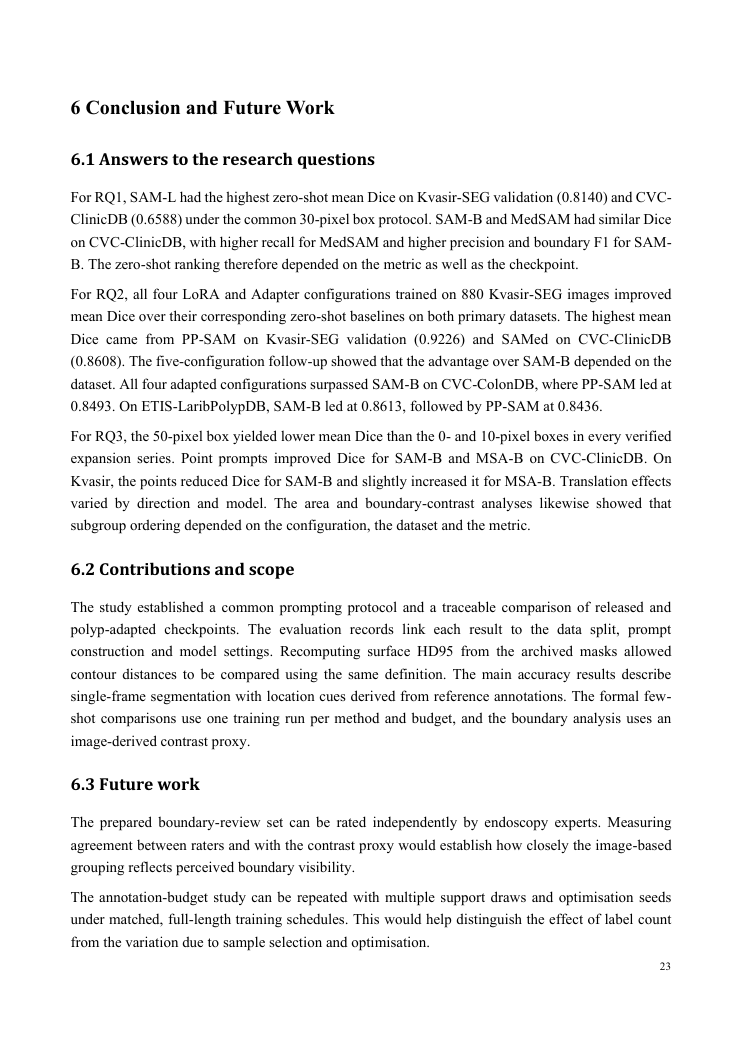 6 Conclusion and Future Work
6.1 Answers to the research questions
For RQ1, SAM-L had the highest zero-shot mean Dice on Kvasir-SEG validation (0.8140) and CVC-
ClinicDB (0.6588) under the common 30-pixel box protocol. SAM-B and MedSAM had similar Dice
on CVC-ClinicDB, with higher recall for MedSAM and higher precision and boundary F1 for SAM-
B. The zero-shot ranking therefore depended on the metric as well as the checkpoint.
For RQ2, all four LoRA and Adapter configurations trained on 880 Kvasir-SEG images improved
mean Dice over their corresponding zero-shot baselines on both primary datasets. The highest mean
Dice came from PP-SAM on Kvasir-SEG validation (0.9226) and SAMed on CVC-ClinicDB
(0.8608). The five-configuration follow-up showed that the advantage over SAM-B depended on the
dataset. All four adapted configurations surpassed SAM-B on CVC-ColonDB, where PP-SAM led at
0.8493. On ETIS-LaribPolypDB, SAM-B led at 0.8613, followed by PP-SAM at 0.8436.
For RQ3, the 50-pixel box yielded lower mean Dice than the 0- and 10-pixel boxes in every verified
expansion series. Point prompts improved Dice for SAM-B and MSA-B on CVC-ClinicDB. On
Kvasir, the points reduced Dice for SAM-B and slightly increased it for MSA-B. Translation effects
varied by direction and model. The area and boundary-contrast analyses likewise showed that
subgroup ordering depended on the configuration, the dataset and the metric.
6.2 Contributions and scope
The study established a common prompting protocol and a traceable comparison of released and
polyp-adapted checkpoints. The evaluation records link each result to the data split, prompt
construction and model settings. Recomputing surface HD95 from the archived masks allowed
contour distances to be compared using the same definition. The main accuracy results describe
single-frame segmentation with location cues derived from reference annotations. The formal few-
shot comparisons use one training run per method and budget, and the boundary analysis uses an
image-derived contrast proxy.
6.3 Future work
The prepared boundary-review set can be rated independently by endoscopy experts. Measuring
agreement between raters and with the contrast proxy would establish how closely the image-based
grouping reflects perceived boundary visibility.
The annotation-budget study can be repeated with multiple support draws and optimisation seeds
under matched, full-length training schedules. This would help distinguish the effect of label count
from the variation due to sample selection and optimisation.
23